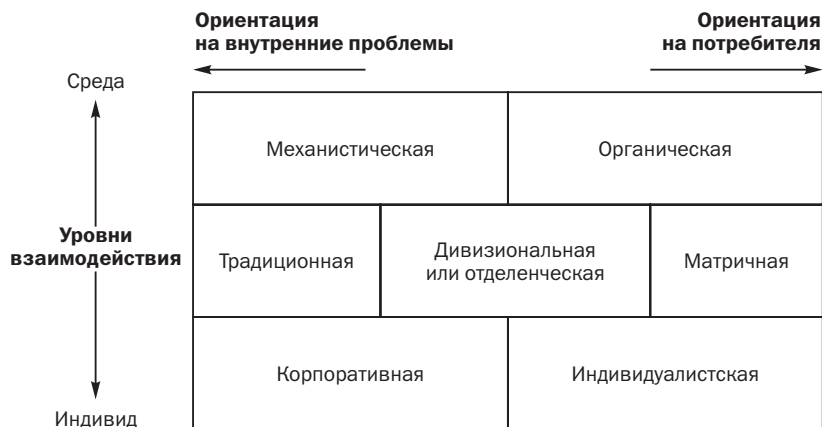 Ориентация
на внутренние проблемы
Ориентация
на потребителя
Среда
Механистическая
Органическая
Уровни
взаимодействия
Традиционная
Дивизиональная
или отделенческая
Матричная
Корпоративная
Индивидуалистская
Индивид